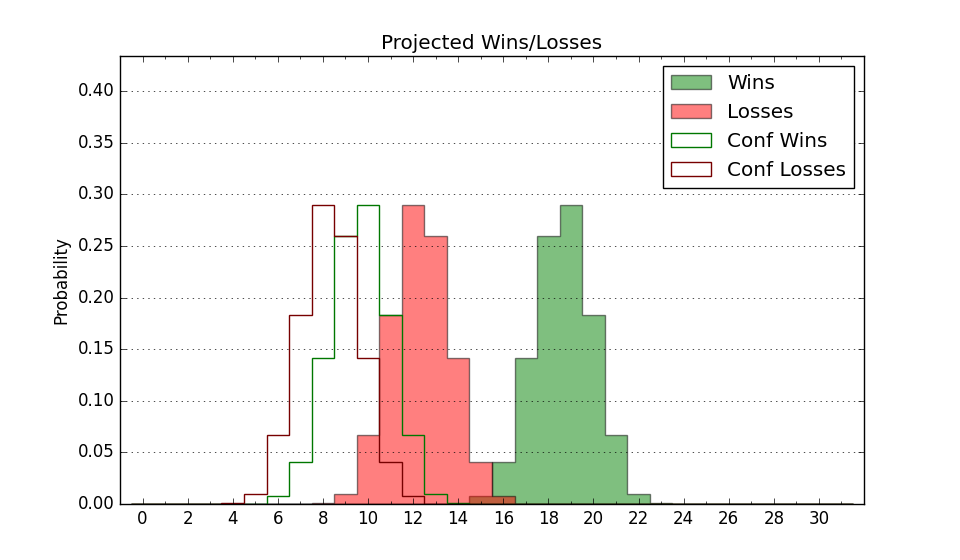 Projected Wins/Losses
Wins
Losses
Conf Wins
Conf Losses
Probability
0.40
0.35
0.30
0.25
0.20
0.15
0.10
0.05
0.00
0 2 4 6 8 10 12 14 16 18 20 22 24 26 28 30